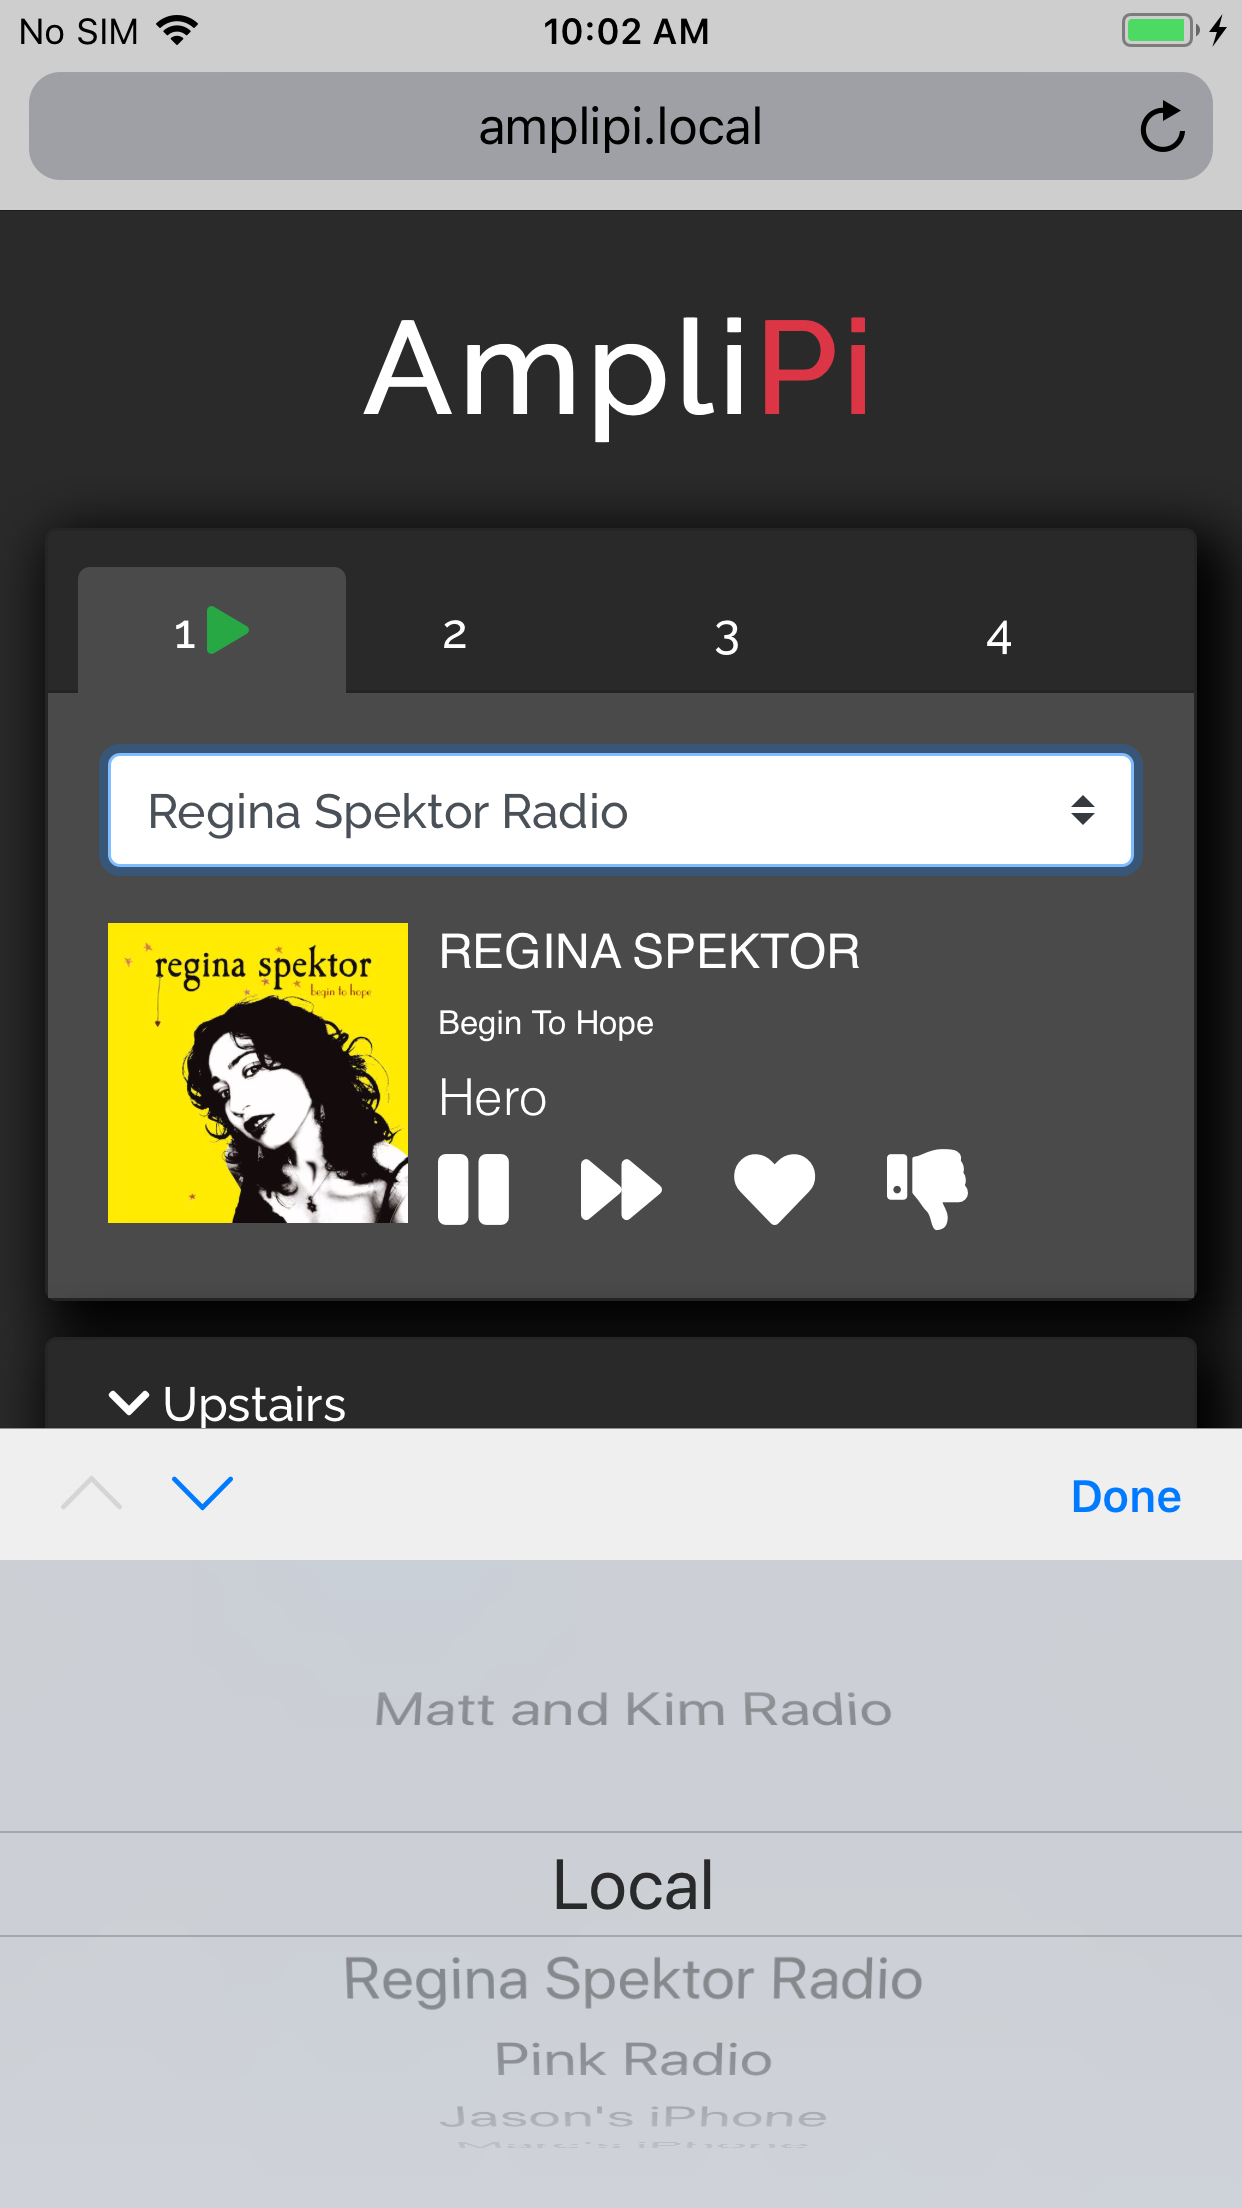 No SIM 10:02 AM
amplipi.local
AmpliPi
1 2 3 4
Regina Spektor Radio
regina spektor
begin to hope
REGINA SPEKTOR
Begin To Hope
Hero
Upstairs
Done
Matt and Kim Radio
Local
Regina Spektor Radio
Pink Radio
Jason's iPhone
Marc's iPhone